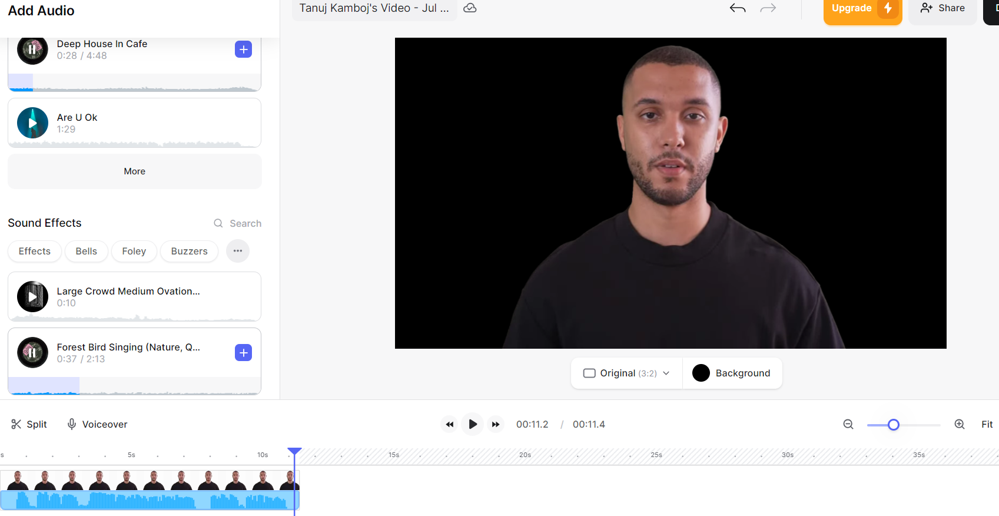 Add Audio
Tanuj Kamboj's Video - Jul ...
Upgrade
Share
Deep House In Cafe
0:28 / 4:48
Are U Ok
1:29
More
Sound Effects
Search
Effects
Bells
Foley
Buzzers
Large Crowd Medium Ovation...
0:10
Forest Bird Singing (Nature, Q...
0:37 / 2:13
Original (3:2)
Background
Split
Voiceover
00:11.2 / 00:11.4
Fit
s
5s
10s
15s
20s
25s
30s
35s